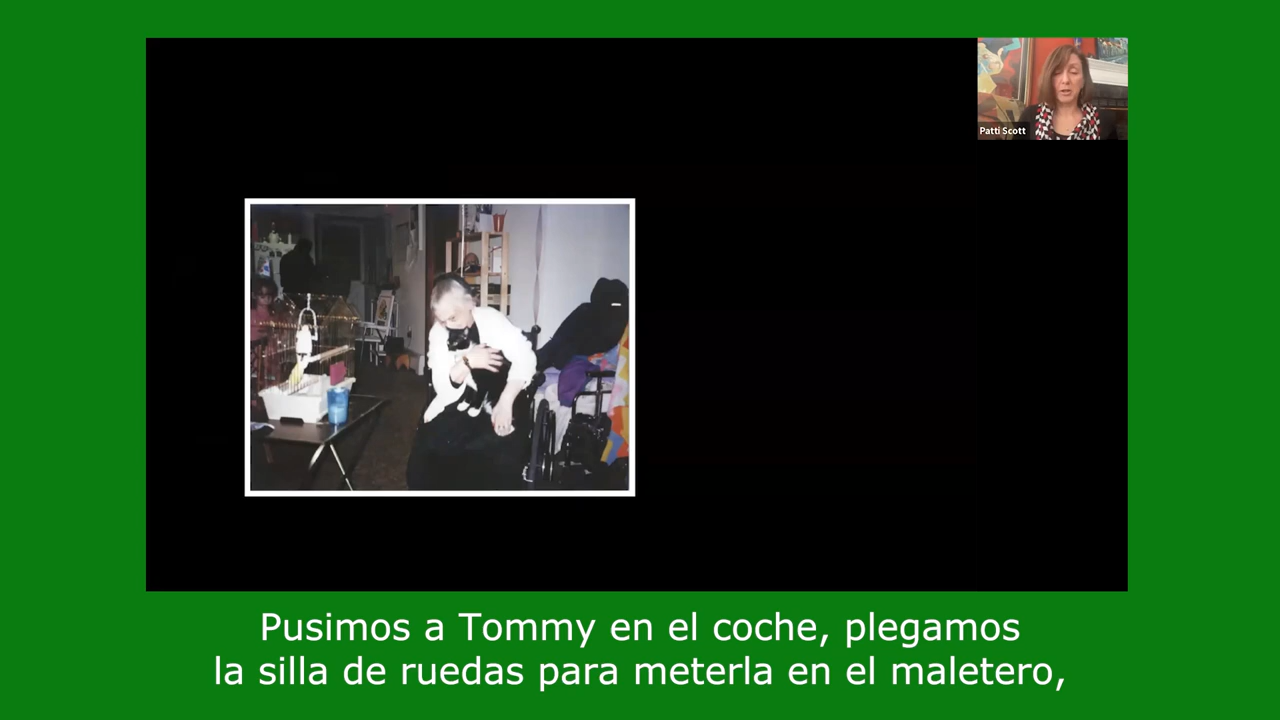 Patti Scott
Pusimos a Tommy en el coche, plegamos
la silla de ruedas para meterla en el maletero,